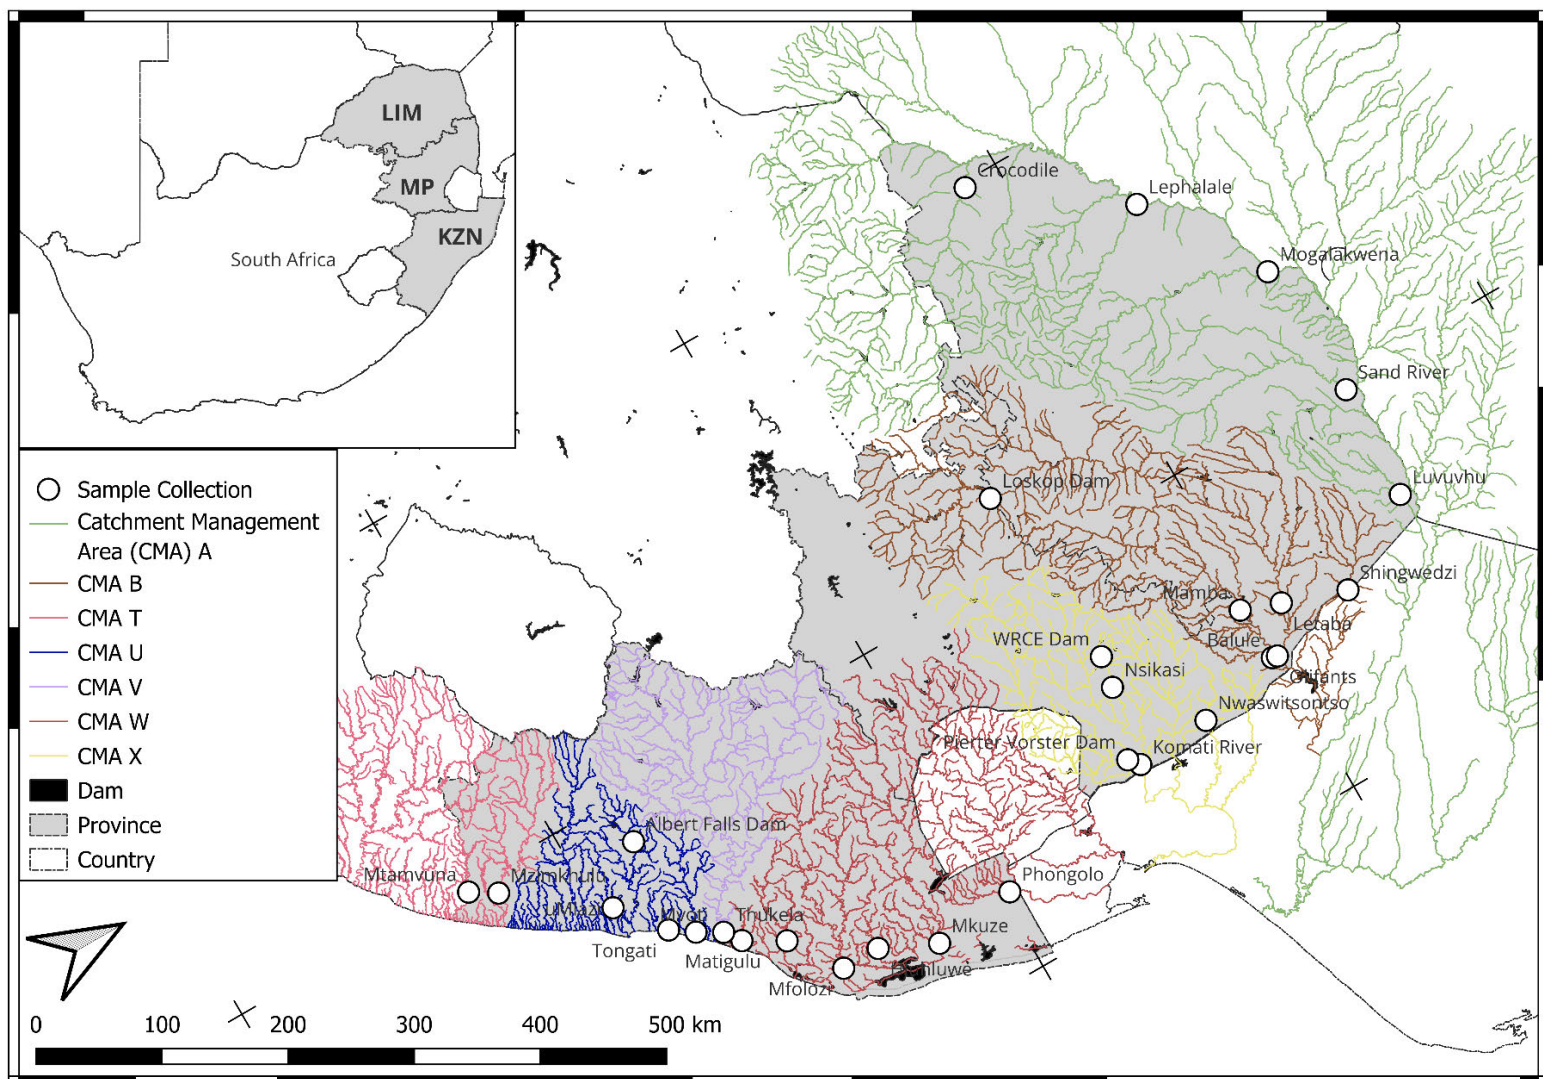 LIM
MP
KZN
South Africa
Sample Collection
Catchment Management
Area (CMA) A
CMA B
CMA T
CMA U
CMA V
CMA W
CMA X
Dam
Province
Country
0 100 200 300 400 500 km
Crocodile
Lephalale
Mogalakwena
Sand River
Luvuvhu
Loskop Dam
Shingwedzi
Mamba
Letaba
Balule
Olifants
WRCE Dam
Nsikasi
Nwaswitsontso
Pierter Vorster Dam
Komati River
Albert Falls Dam
Mtamvuna
Mzimkhulu
Phongolo
Thukela
Mkuze
Tongati
Matigulu
Mfolozi